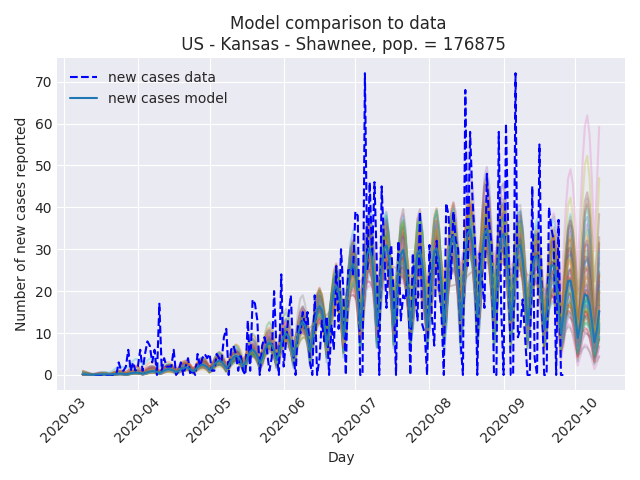 Model comparison to data
US - Kansas - Shawnee, pop. = 176875
new cases data
new cases model
Number of new cases reported
70
60
50
40
30
20
10
0
2020-03
2020-04
2020-05
2020-06
2020-07
2020-08
2020-09
2020-10
Day